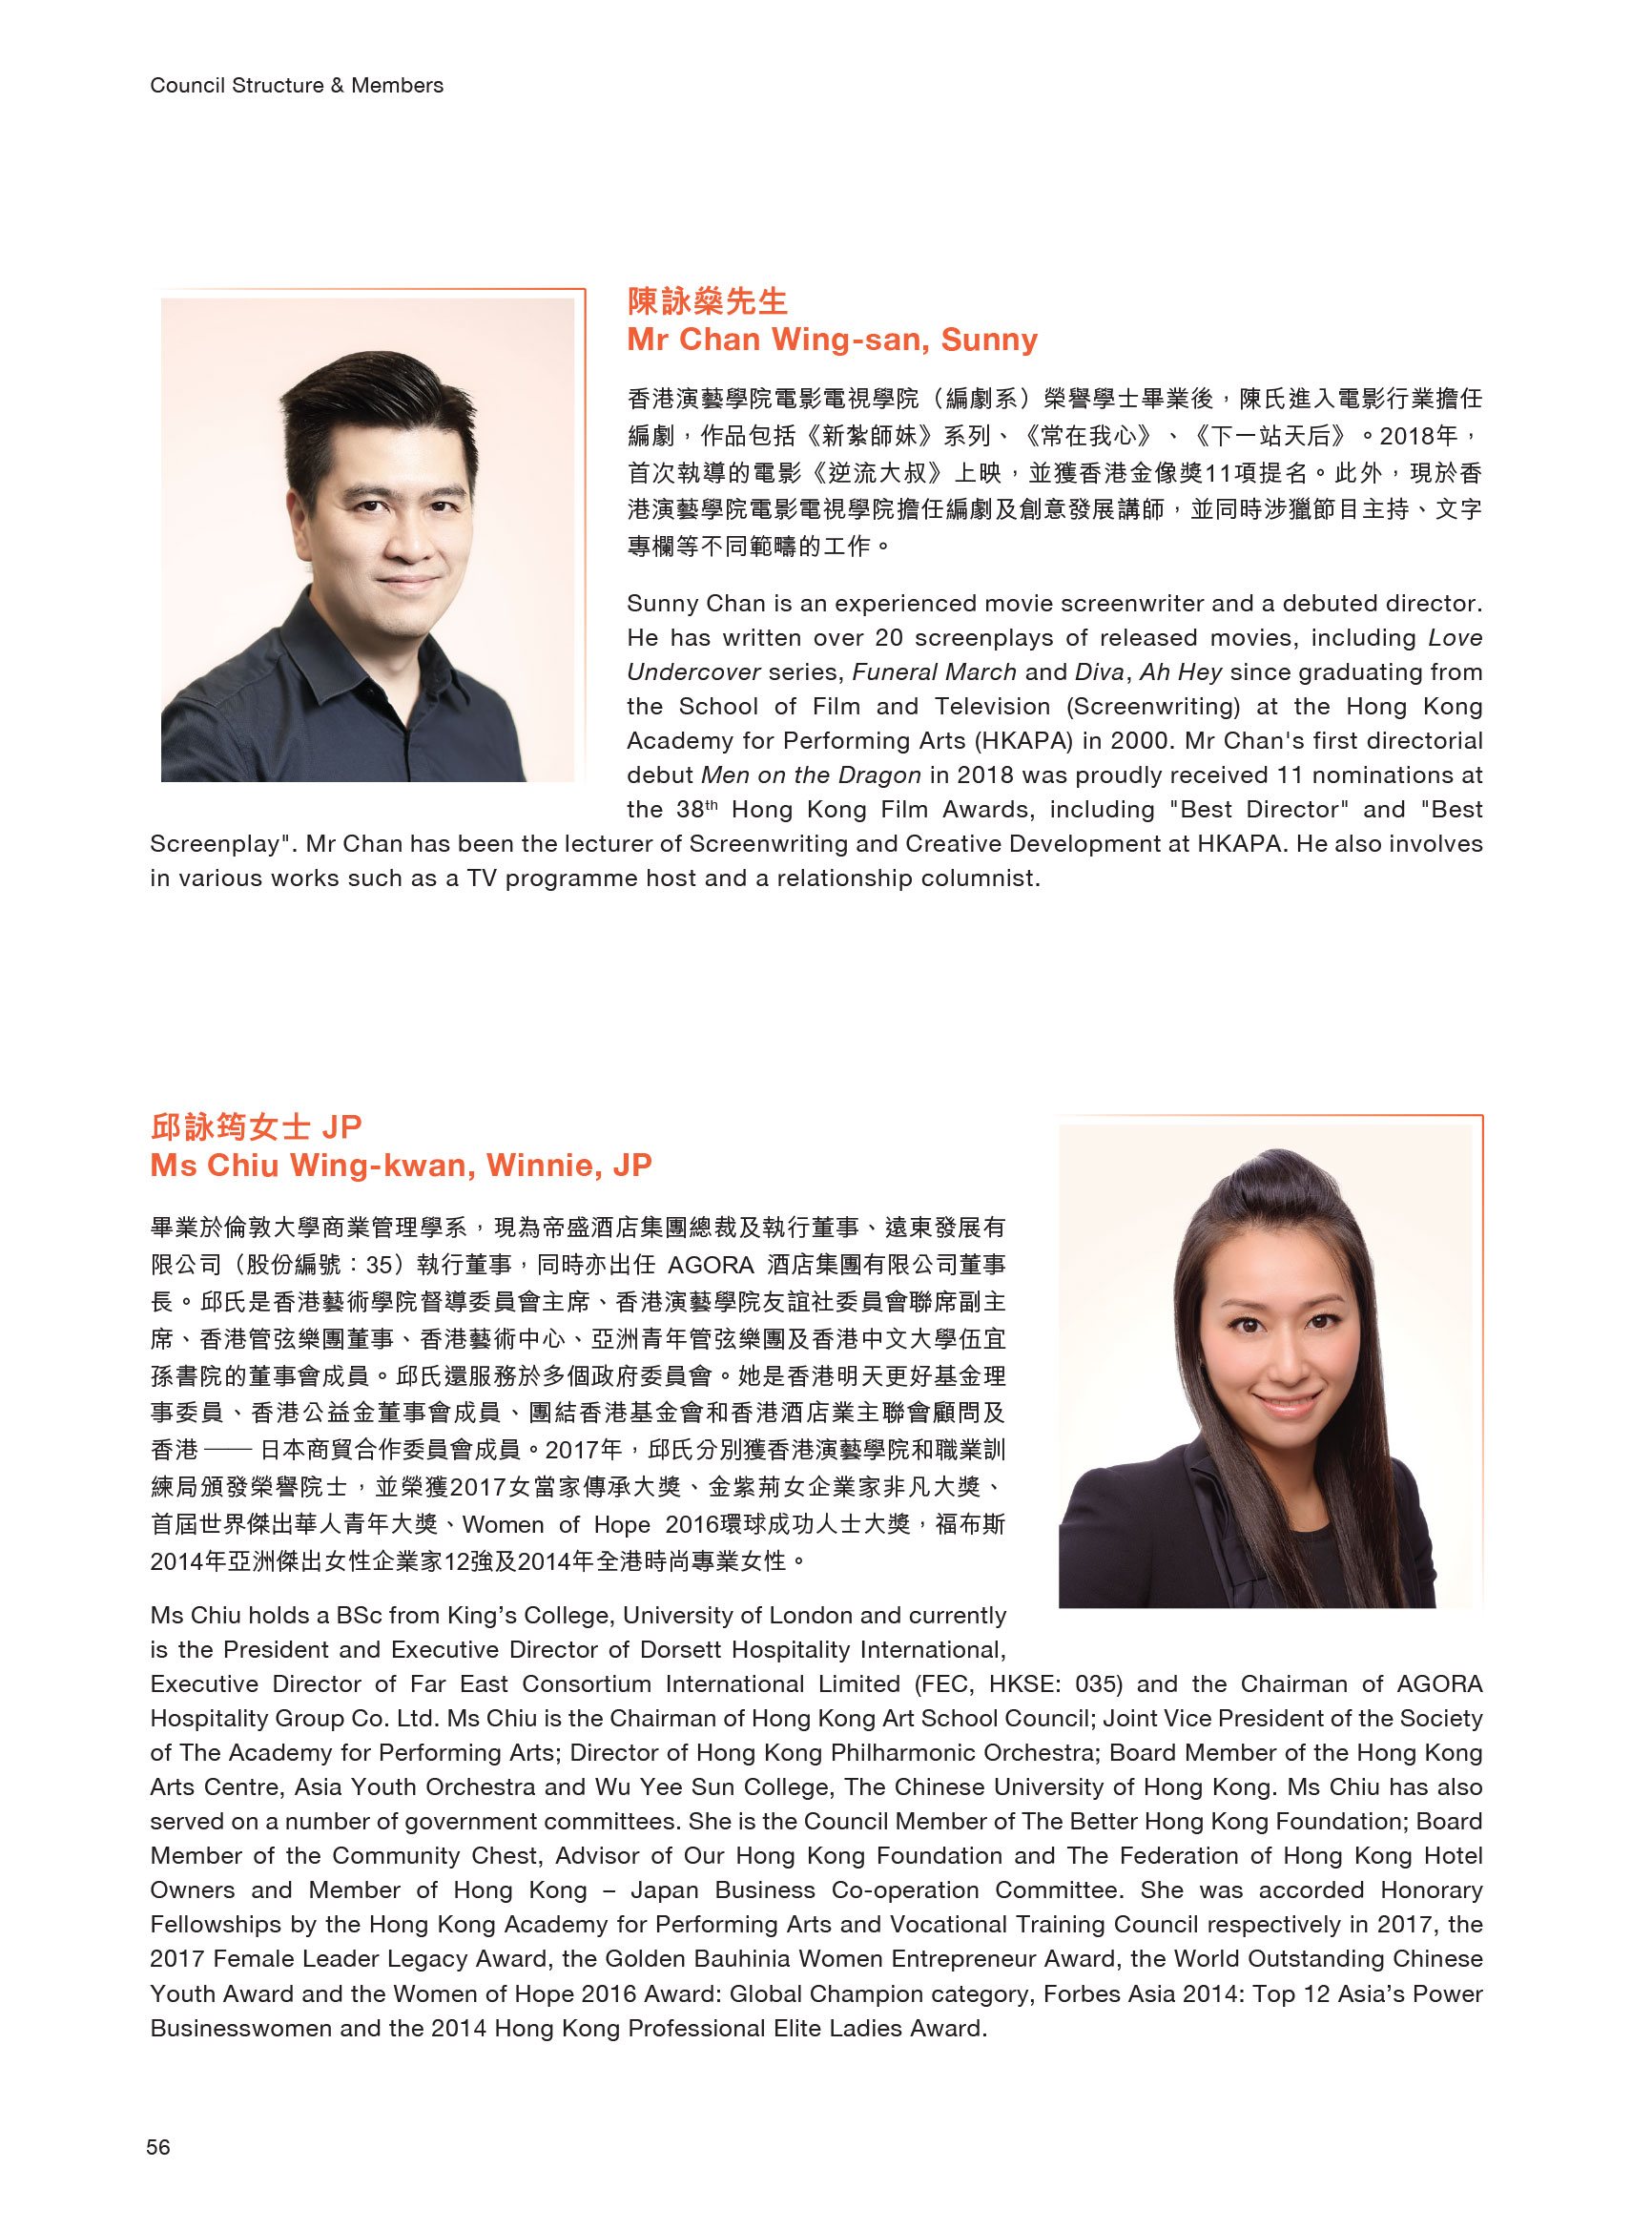 Council Structure & Members
陳詠燊先生
Mr Chan Wing-san, Sunny
香港演藝學院電影電視學院（編劇系）榮譽學士畢業後，陳氏進入電影行業擔任
編劇，作品包括《新紮師妹》系列、《常在我心》、《下一站天后》。2018年，
首次執導的電影《逆流大叔》上映，並獲香港金像獎11項提名。此外，現於香
港演藝學院電影電視學院擔任編劇及創意發展講師，並同時涉獵節目主持、文字
專欄等不同範疇的工作。
Sunny Chan is an experienced movie screenwriter and a debuted director.
He has written over 20 screenplays of released movies, including Love
Undercover series, Funeral March and Diva, Ah Hey since graduating from
the School of Film and Television (Screenwriting) at the Hong Kong
Academy for Performing Arts (HKAPA) in 2000. Mr Chan's first directorial
debut Men on the Dragon in 2018 was proudly received 11 nominations at
the 38th Hong Kong Film Awards, including "Best Director" and "Best
Screenplay". Mr Chan has been the lecturer of Screenwriting and Creative Development at HKAPA. He also involves
in various works such as a TV programme host and a relationship columnist.
邱詠筠女士 JP
Ms Chiu Wing-kwan, Winnie, JP
畢業於倫敦大學商業管理學系，現為帝盛酒店集團總裁及執行董事、遠東發展有
限公司（股份編號：35）執行董事，同時亦出任 AGORA 酒店集團有限公司董事
長。邱氏是香港藝術學院督導委員會主席、香港演藝學院友誼社委員會聯席副主
席、香港管弦樂團董事、香港藝術中心、亞洲青年管弦樂團及香港中文大學伍宜
孫書院的董事會成員。邱氏還服務於多個政府委員會。她是香港明天更好基金理
事委員、香港公益金董事會成員、團結香港基金會和香港酒店業主聯會顧問及
香港 —— 日本商貿合作委員會成員。2017年，邱氏分別獲香港演藝學院和職業訓
練局頒發榮譽院士，並榮獲2017女當家傳承大獎、金紫荊女企業家非凡大獎、
首屆世界傑出華人青年大獎、Women of Hope 2016環球成功人士大獎，福布斯
2014年亞洲傑出女性企業家12強及2014年全港時尚專業女性。
Ms Chiu holds a BSc from King’s College, University of London and currently
is the President and Executive Director of Dorsett Hospitality International,
Executive Director of Far East Consortium International Limited (FEC, HKSE: 035) and the Chairman of AGORA
Hospitality Group Co. Ltd. Ms Chiu is the Chairman of Hong Kong Art School Council; Joint Vice President of the Society
of The Academy for Performing Arts; Director of Hong Kong Philharmonic Orchestra; Board Member of the Hong Kong
Arts Centre, Asia Youth Orchestra and Wu Yee Sun College, The Chinese University of Hong Kong. Ms Chiu has also
served on a number of government committees. She is the Council Member of The Better Hong Kong Foundation; Board
Member of the Community Chest, Advisor of Our Hong Kong Foundation and The Federation of Hong Kong Hotel
Owners and Member of Hong Kong – Japan Business Co-operation Committee. She was accorded Honorary
Fellowships by the Hong Kong Academy for Performing Arts and Vocational Training Council respectively in 2017, the
2017 Female Leader Legacy Award, the Golden Bauhinia Women Entrepreneur Award, the World Outstanding Chinese
Youth Award and the Women of Hope 2016 Award: Global Champion category, Forbes Asia 2014: Top 12 Asia’s Power
Businesswomen and the 2014 Hong Kong Professional Elite Ladies Award.
56